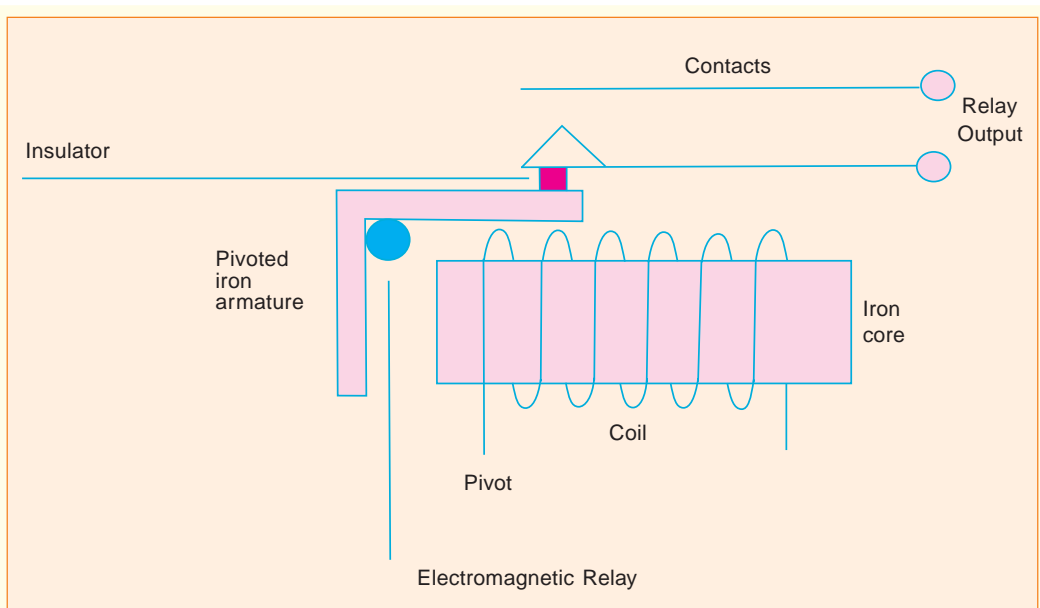 Contacts
Relay
Output
Insulator
Pivoted
iron
armature
Iron
core
Coil
Pivot
Electromagnetic Relay